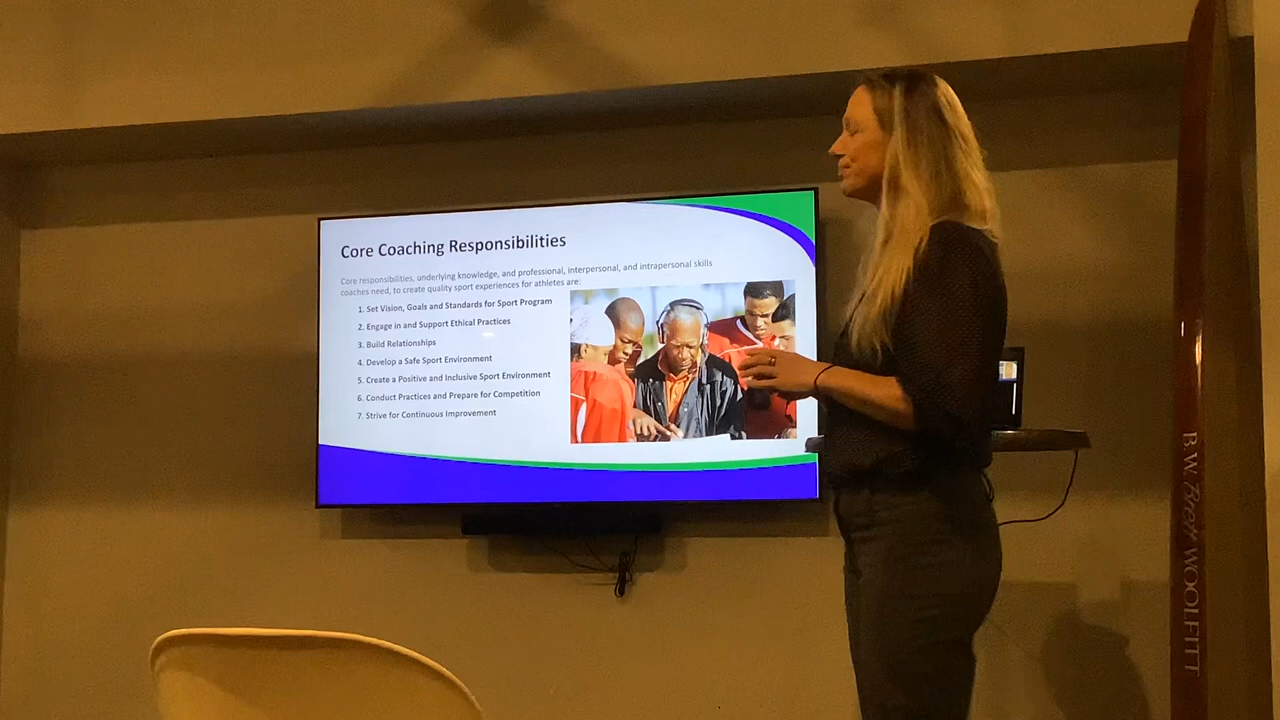 Core Coaching Responsibilities
Core responsibilities, underlying knowledge, and professional, interpersonal, and intrapersonal skills
coaches need, to create quality sport experiences for athletes are:
1. Set Vision, Goals and Standards for Sport Program
2. Engage in and Support Ethical Practices
3. Build Relationships
4. Develop a Safe Sport Environment
5. Create a Positive and Inclusive Sport Environment
6. Conduct Practices and Prepare for Competition
7. Strive for Continuous Improvement
B.W. Brett WOOLFITT